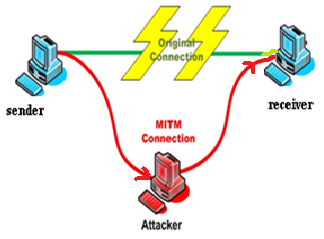 Original
Connection
sender
receiver
MITM
Connection
Attacker